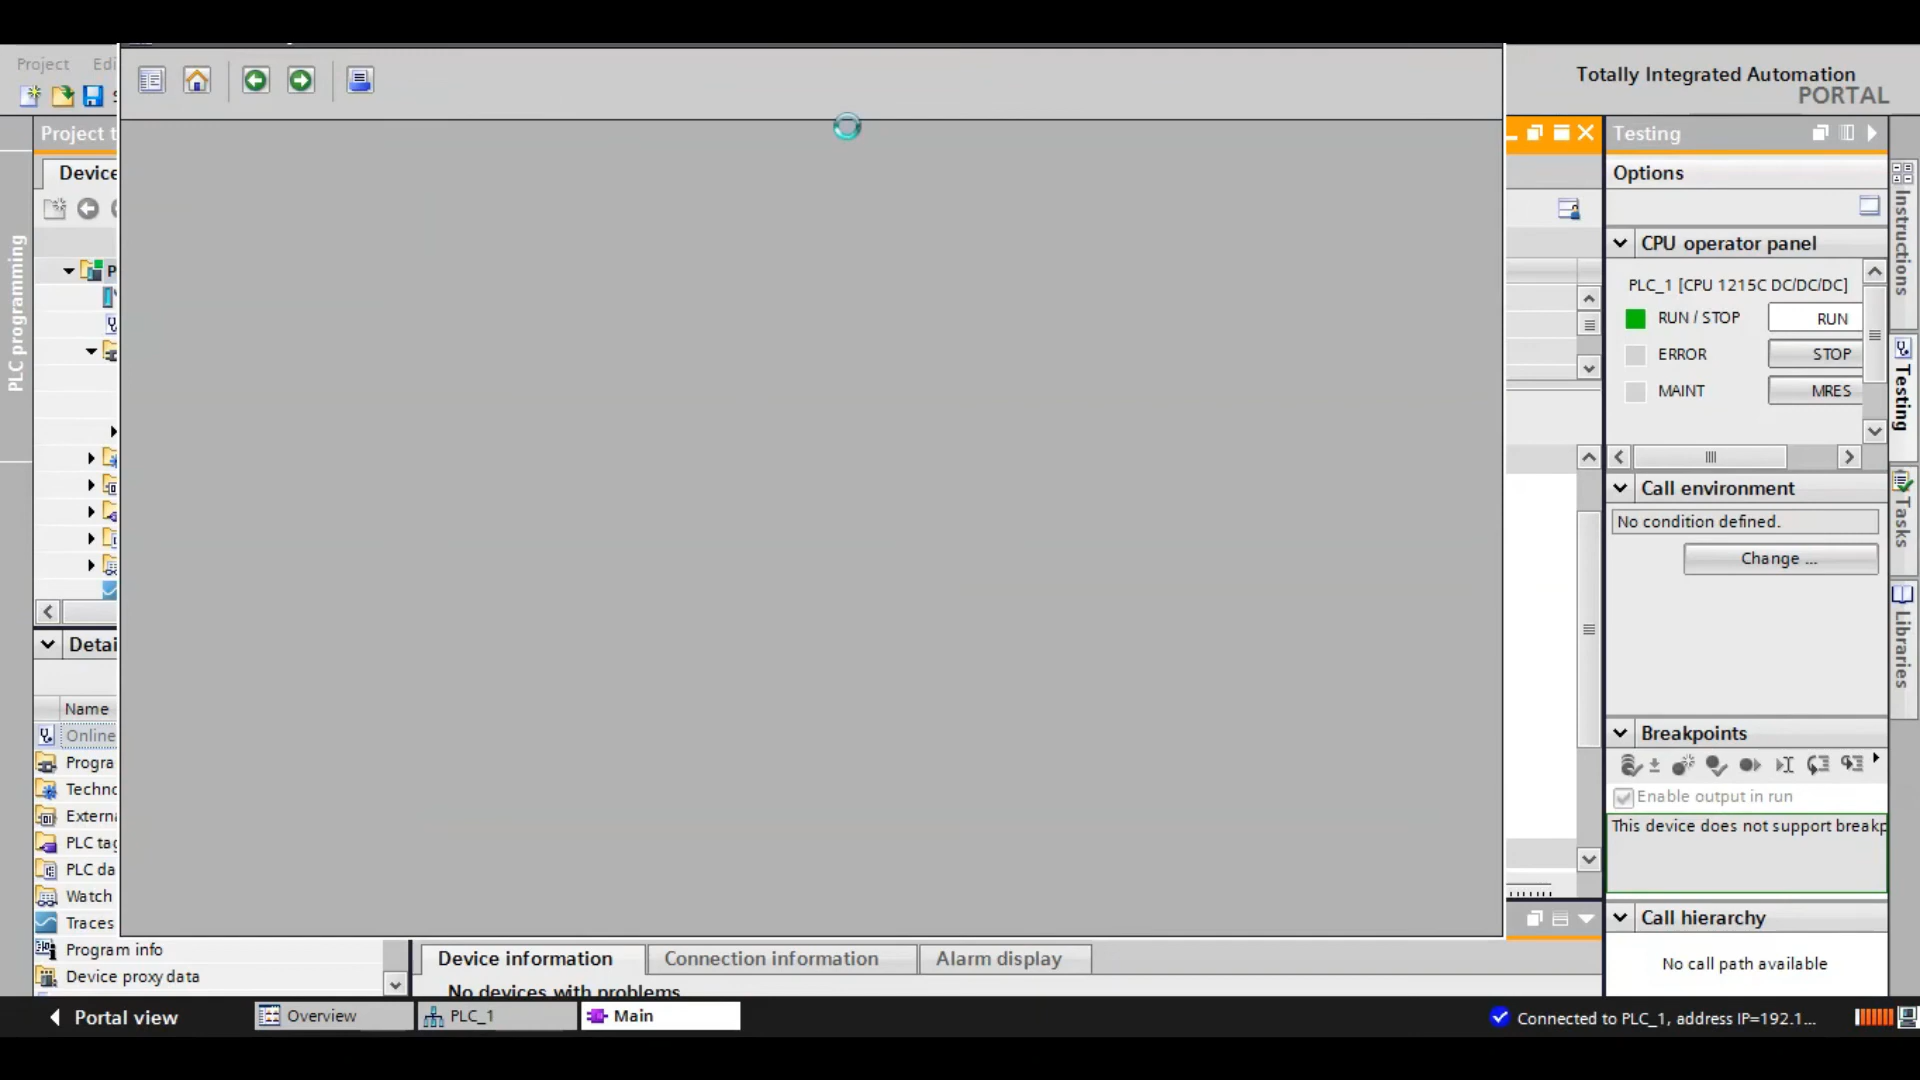 Project Edi
Totally Integrated Automation
PORTAL
Project t
Testing
Device
Options
CPU operator panel
PLC_1 [CPU 1215C DC/DC/DC]
RUN / STOP RUN
ERROR STOP
MAINT MRES
PLC programming
Instructions
Testing
Tasks
Libraries
Call environment
No condition defined.
Change ...
Detai
Name
Online
Progra
Techno
Externa
PLC tag
PLC da
Watch
Traces
Program info
Device proxy data
Breakpoints
Enable output in run
This device does not support breakp
Call hierarchy
No call path available
Device information Connection information Alarm display
No devices with problems
Portal view Overview PLC_1 Main Connected to PLC_1, address IP=192.1...